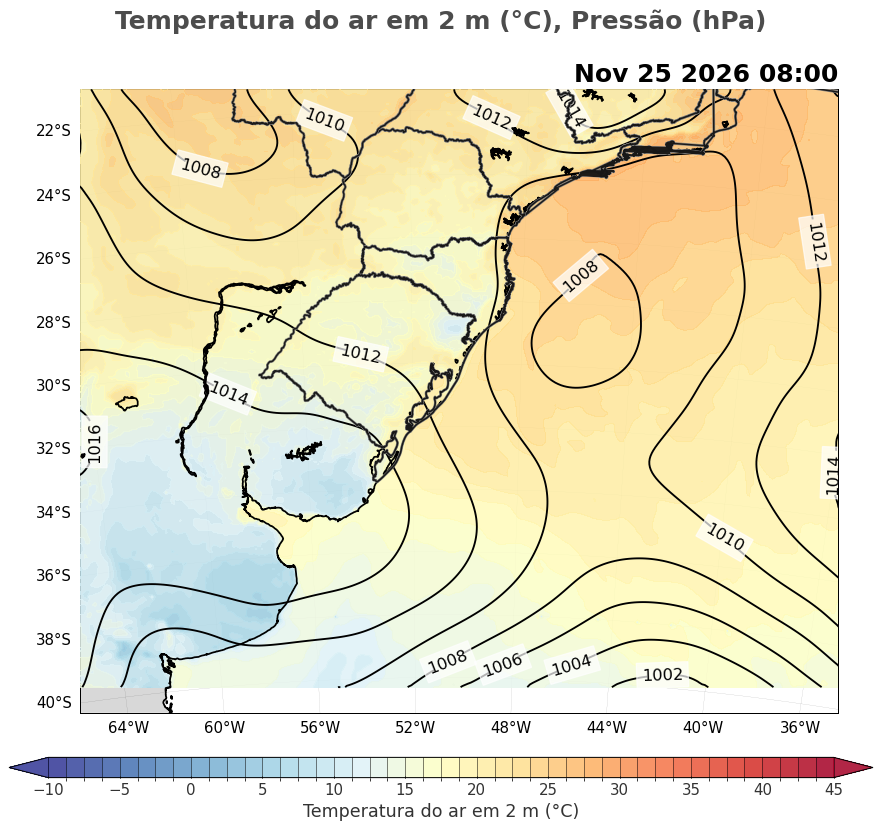 Temperatura do ar em 2 m (°C), Pressão (hPa)
Nov 25 2026 08:00
1010
1012
1014
22°S
1008
24°S
1012
26°S
1008
28°S
1012
30°S
1014
1016
32°S
1014
34°S
1010
36°S
38°S
1008
1006
1004
1002
40°S
64°W 60°W 56°W 52°W 48°W 44°W 40°W 36°W
−10 −5 0 5 10 15 20 25 30 35 40 45
Temperatura do ar em 2 m (°C)